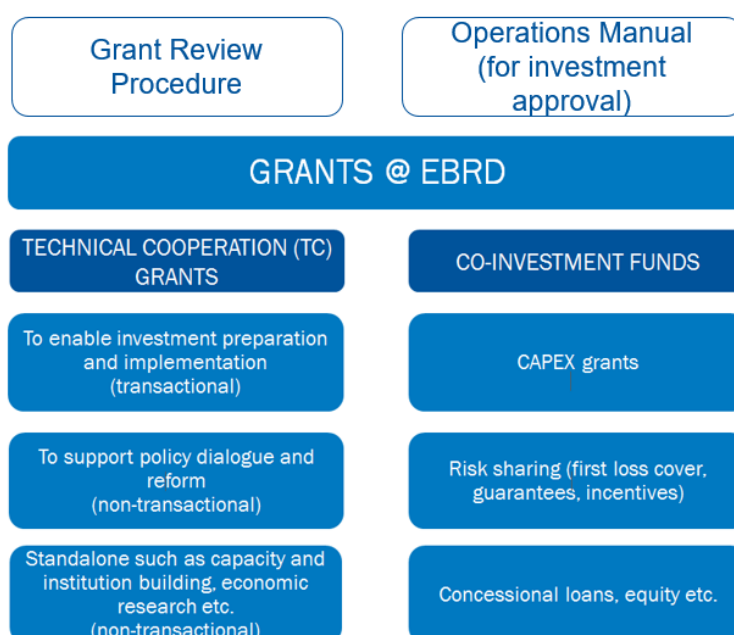 Grant Review
Procedure
Operations Manual
(for investment
approval)
GRANTS @ EBRD
TECHNICAL COOPERATION (TC)
GRANTS
CO-INVESTMENT FUNDS
To enable investment preparation
and implementation
(transactional)
CAPEX grants
To support policy dialogue and
reform
(non-transactional)
Risk sharing (first loss cover,
guarantees, incentives)
Standalone such as capacity and
institution building, economic
research etc.
(non-transactional)
Concessional loans, equity etc.